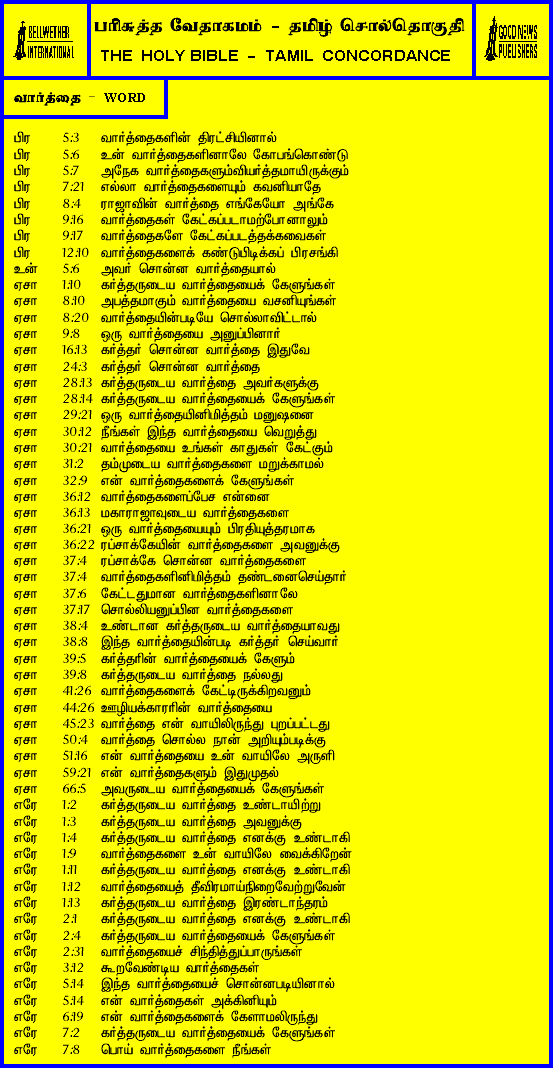 BELLWETHER
INTERNATIONAL
பரிசுத்த வேதாகமம் - தமிழ் சொல்தொகுதி
THE HOLY BIBLE - TAMIL CONCORDANCE
GOOD NEWS
PUBLISHERS
வார்த்தை - WORD
பிர 5:3 வார்த்தைகளின் திரட்சியினால்
பிர 5:6 உன் வார்த்தைகளினாலே கோபங்கொண்டு
பிர 5:7 அநேக வார்த்தைகளும்வியர்த்தமாயிருக்கும்
பிர 7:21 எல்லா வார்த்தைகளையும் கவனியாதே
பிர 8:4 ராஜாவின் வார்த்தை எங்கேயோ அங்கே
பிர 9:16 வார்த்தைகள் கேட்கப்படாமற்போனாலும்
பிர 9:17 வார்த்தைகளே கேட்கப்படத்தக்கவைகள்
பிர 12:10 வார்த்தைகளைக் கண்டுபிடிக்கப் பிரசங்கி
உன் 5:6 அவர் சொன்ன வார்த்தையால்
ஏசா 1:10 கர்த்தருடைய வார்த்தையைக் கேளுங்கள்
ஏசா 8:10 அபத்தமாகும் வார்த்தையை வசனியுங்கள்
ஏசா 8:20 வார்த்தையின்படியே சொல்லாவிட்டால்
ஏசா 9:8 ஒரு வார்த்தையை அனுப்பினார்
ஏசா 16:13 கர்த்தர் சொன்ன வார்த்தை இதுவே
ஏசா 24:3 கர்த்தர் சொன்ன வார்த்தை
ஏசா 28:13 கர்த்தருடைய வார்த்தை அவர்களுக்கு
ஏசா 28:14 கர்த்தருடைய வார்த்தையைக் கேளுங்கள்
ஏசா 29:21 ஒரு வார்த்தையினிமித்தம் மனுஷனை
ஏசா 30:12 நீங்கள் இந்த வார்த்தையை வெறுத்து
ஏசா 30:21 வார்த்தையை உங்கள் காதுகள் கேட்கும்
ஏசா 31:2 தம்முடைய வார்த்தைகளை மறுக்காமல்
ஏசா 32:9 என் வார்த்தைகளைக் கேளுங்கள்
ஏசா 36:12 வார்த்தைகளைப்பேச என்னை
ஏசா 36:13 மகாராஜாவுடைய வார்த்தைகளை
ஏசா 36:21 ஒரு வார்த்தையையும் பிரதியுத்தரமாக
ஏசா 36:22 ரப்சாக்கேயின் வார்த்தைகளை அவனுக்கு
ஏசா 37:4 ரப்சாக்கே சொன்ன வார்த்தைகளை
ஏசா 37:4 வார்த்தைகளினிமித்தம் தண்டனைசெய்தார்
ஏசா 37:6 கேட்டதுமான வார்த்தைகளினாலே
ஏசா 37:17 சொல்லியனுப்பின வார்த்தைகளை
ஏசா 38:4 உண்டான கர்த்தருடைய வார்த்தையாவது
ஏசா 38:8 இந்த வார்த்தையின்படி கர்த்தர் செய்வார்
ஏசா 39:5 கர்த்தரின் வார்த்தையைக் கேளும்
ஏசா 39:8 கர்த்தருடைய வார்த்தை நல்லது
ஏசா 41:26 வார்த்தைகளைக் கேட்டிருக்கிறவனும்
ஏசா 44:26 ஊழியக்காரரின் வார்த்தையை
ஏசா 45:23 வார்த்தை என் வாயிலிருந்து புறப்பட்டது
ஏசா 50:4 வார்த்தை சொல்ல நான் அறியும்படிக்கு
ஏசா 51:16 என் வார்த்தையை உன் வாயிலே அருளி
ஏசா 59:21 என் வார்த்தைகளும் இதுமுதல்
ஏசா 66:5 அவருடைய வார்த்தையைக் கேளுங்கள்
எரே 1:2 கர்த்தருடைய வார்த்தை உண்டாயிற்று
எரே 1:3 கர்த்தருடைய வார்த்தை அவனுக்கு
எரே 1:4 கர்த்தருடைய வார்த்தை எனக்கு உண்டாகி
எரே 1:9 வார்த்தைகளை உன் வாயிலே வைக்கிறேன்
எரே 1:11 கர்த்தருடைய வார்த்தை எனக்கு உண்டாகி
எரே 1:12 வார்த்தையைத் தீவிரமாய்நிறைவேற்றுவேன்
எரே 1:13 கர்த்தருடைய வார்த்தை இரண்டாந்தரம்
எரே 2:1 கர்த்தருடைய வார்த்தை எனக்கு உண்டாகி
எரே 2:4 கர்த்தருடைய வார்த்தையைக் கேளுங்கள்
எரே 2:31 வார்த்தையைச் சிந்தித்துப்பாருங்கள்
எரே 3:12 கூறவேண்டிய வார்த்தைகள்
எரே 5:14 இந்த வார்த்தையைச் சொன்னபடியினால்
எரே 5:14 என் வார்த்தைகள் அக்கினியும்
எரே 6:19 என் வார்த்தைகளைக் கேளாமலிருந்து
எரே 7:2 கர்த்தருடைய வார்த்தையைக் கேளுங்கள்
எரே 7:8 பொய் வார்த்தைகளை நீங்கள்